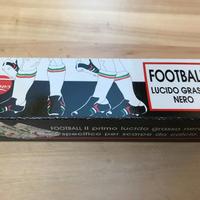 FOOTBALL
LUCIDO GRASSO
NERO
FOOTBALL Il primo lucido grasso nero
specifico per scarpe da calcio.